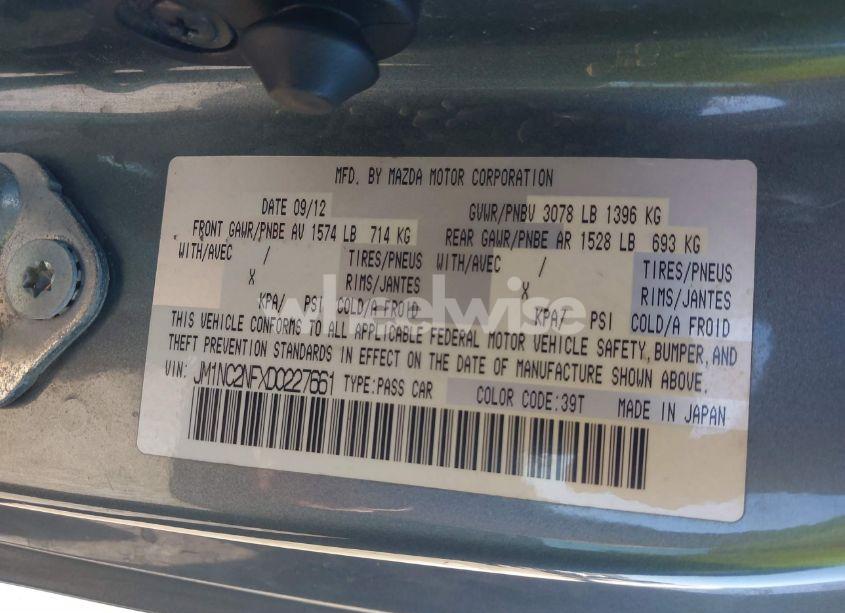 MFD. BY MAZDA MOTOR CORPORATION
DATE 09/12 GVWR/PNBV 3078 LB 1396 KG
FRONT GAWR/PNBE AV 1574 LB 714 KG REAR GAWR/PNBE AR 1528 LB 693 KG
WITH/AVEC / TIRES/PNEUS WITH/AVEC / TIRES/PNEUS
X RIMS/JANTES X RIMS/JANTES
KPA/ PSI COLD/A FROID KPA/ PSI COLD/A FROID
wheelwise
THIS VEHICLE CONFORMS TO ALL APPLICABLE FEDERAL MOTOR VEHICLE SAFETY, BUMPER, AND
THEFT PREVENTION STANDARDS IN EFFECT ON THE DATE OF MANUFACTURE SHOWN ABOVE.
VIN: JM1NC2NFXD0227661 TYPE:PASS CAR COLOR CODE:39T MADE IN JAPAN